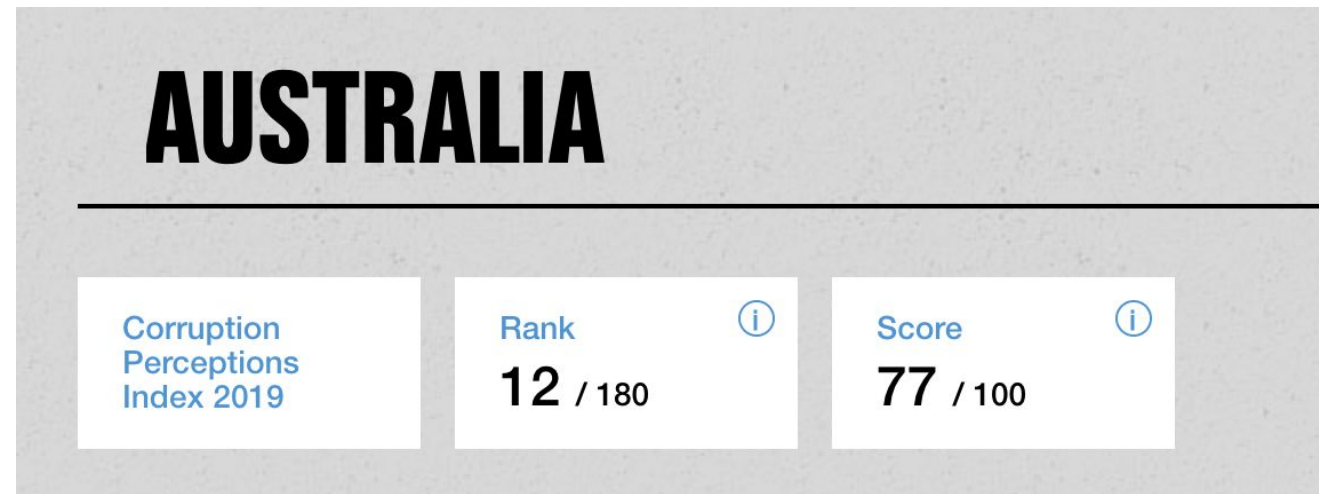 AUSTRALIA
Corruption
Perceptions
Index 2019
Rank
12 / 180
Score
77 / 100